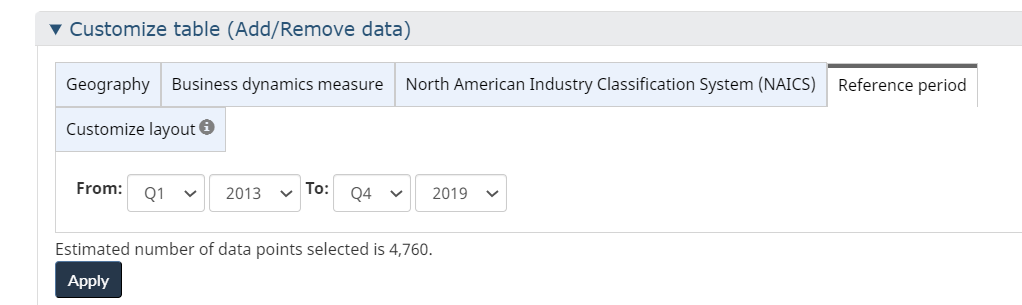 ▼ Customize table (Add/Remove data)
Geography Business dynamics measure North American Industry Classification System (NAICS) Reference period
Customize layout
From: Q1 2013 To: Q4 2019
Estimated number of data points selected is 4,760.
Apply